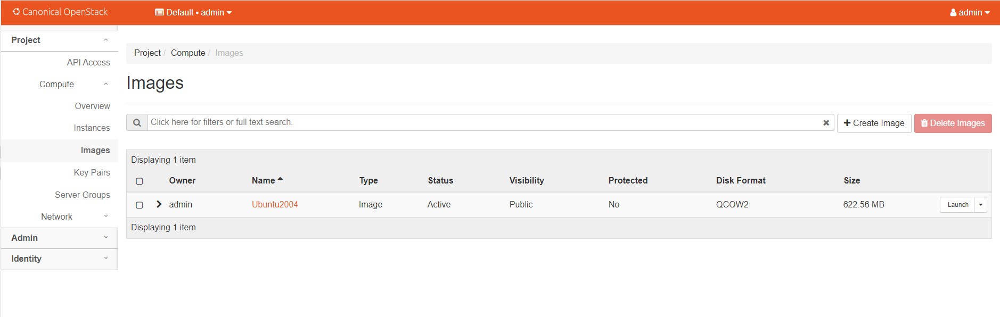 Canonical OpenStack
Default • admin
admin
Project
API Access
Compute
Overview
Instances
Images
Key Pairs
Server Groups
Network
Admin
Identity
Project / Compute / Images
Images
Click here for filters or full text search.
Create Image
Delete Images
Displaying 1 item
Owner Name Type Status Visibility Protected Disk Format Size
admin Ubuntu2004 Image Active Public No QCOW2 622.56 MB Launch
Displaying 1 item